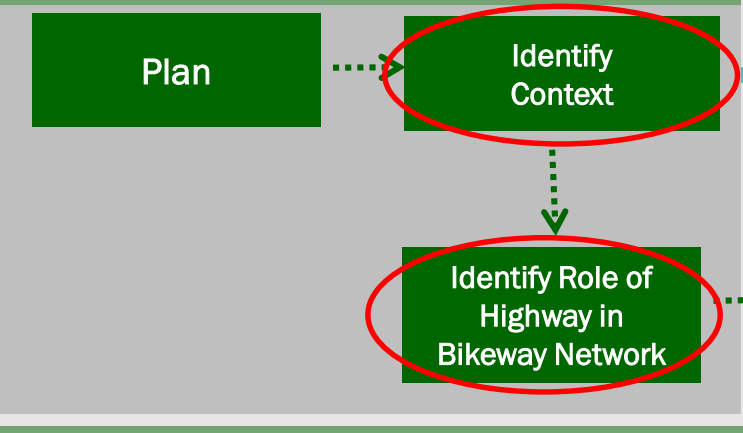 Plan
Identify
Context
Identify Role of
Highway in
Bikeway Network